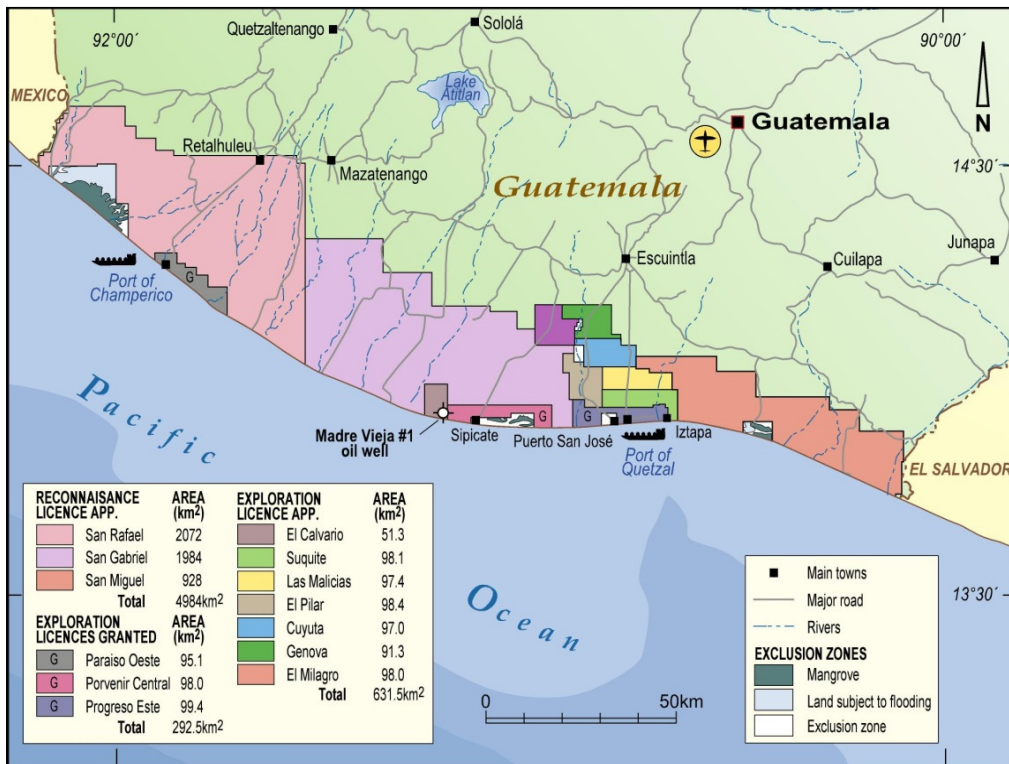 92°00´
90°00´
Quetzaltenango
Sololá
MEXICO
Lake
Atitlan
Guatemala
N
Retalhuleu
Mazatenango
14°30´
Guatemala
Junapa
Escuintla
Cuilapa
G
Port of
Champerico
Madre Vieja #1
oil well
Sipicate
G
G
Puerto San José
Iztapa
Port of
Quetzal
EL SALVADOR
Pacific
Ocean
RECONNAISANCE
LICENCE APP.
AREA
(km2)
San Rafael 2072
San Gabriel 1984
San Miguel 928
Total 4984km2
EXPLORATION
LICENCES GRANTED
AREA
(km2)
G Paraiso Oeste 95.1
G Porvenir Central 98.0
G Progreso Este 99.4
Total 292.5km2
EXPLORATION
LICENCE APP.
AREA
(km2)
El Calvario 51.3
Suquite 98.1
Las Malicias 97.4
El Pilar 98.4
Cuyuta 97.0
Genova 91.3
El Milagro 98.0
Total 631.5km2
0 50km
Main towns
Major road
Rivers
EXCLUSION ZONES
Mangrove
Land subject to flooding
Exclusion zone
13°30´